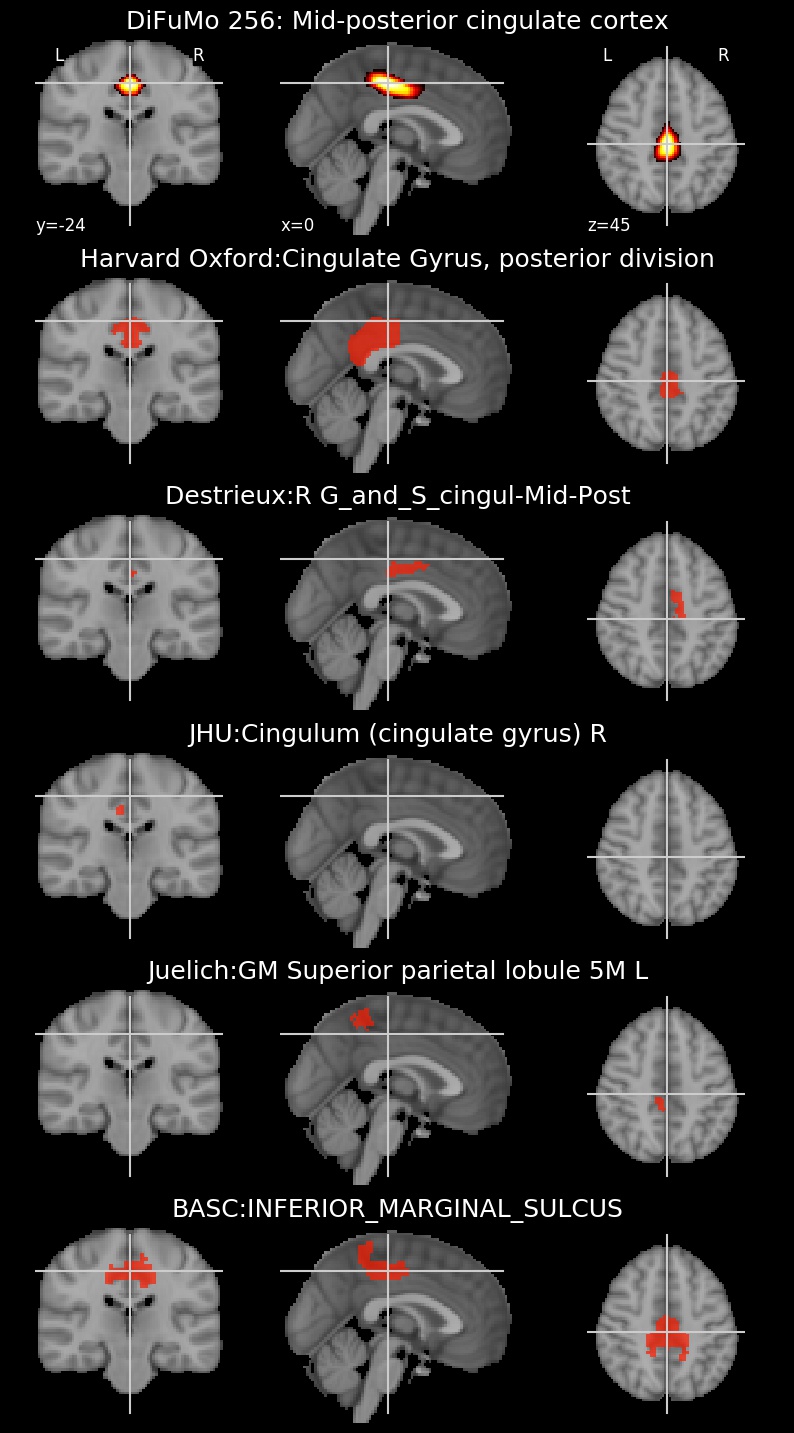 DiFuMo 256: Mid-posterior cingulate cortex
L R L R
y=-24 x=0 z=45
Harvard Oxford:Cingulate Gyrus, posterior division
Destrieux:R G_and_S_cingul-Mid-Post
JHU:Cingulum (cingulate gyrus) R
Juelich:GM Superior parietal lobule 5M L
BASC:INFERIOR_MARGINAL_SULCUS